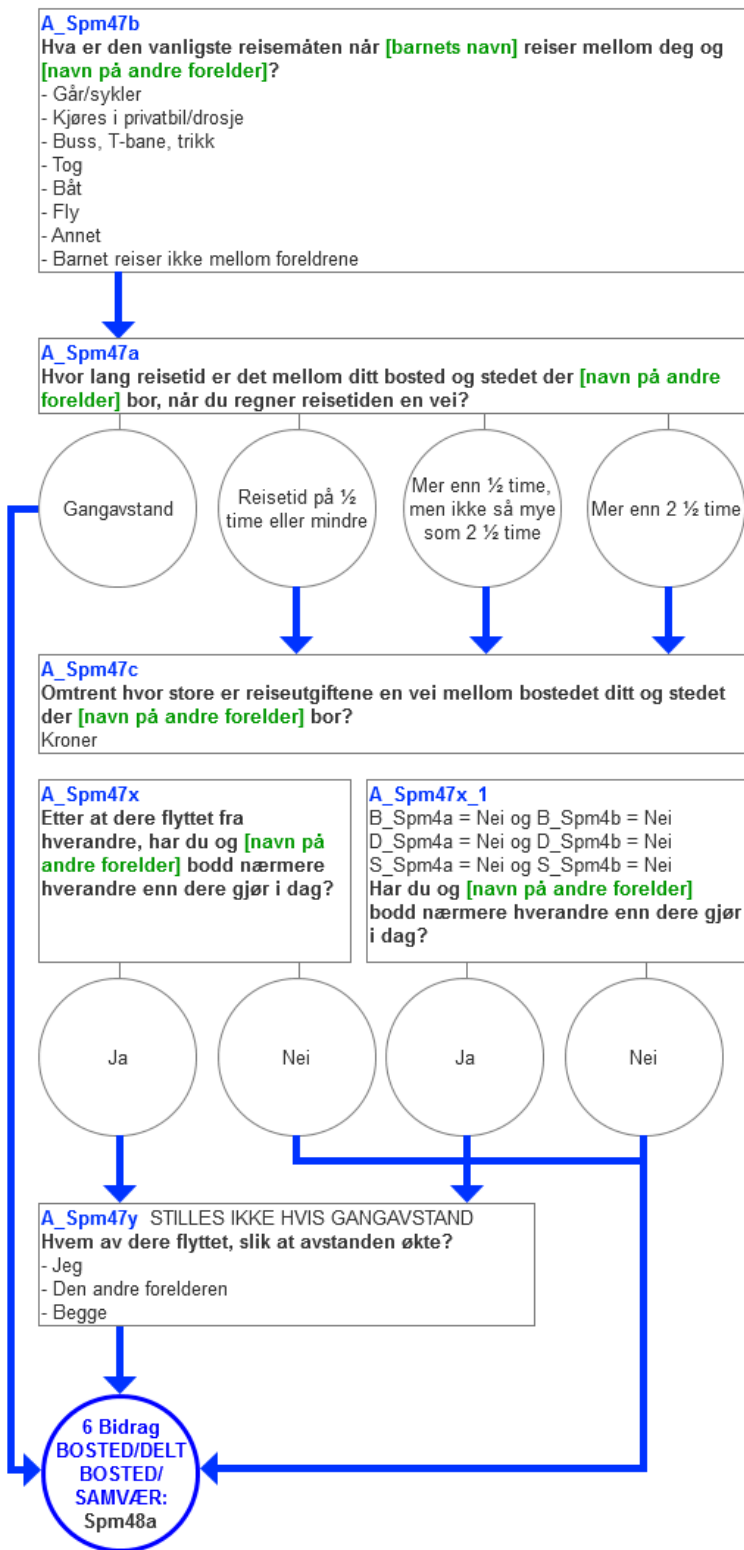 A_Spm47b
Hva er den vanligste reisemåten når [barnets navn] reiser mellom deg og
[navn på andre forelder]?
- Går/sykler
- Kjøres i privatbil/drosje
- Buss, T-bane, trikk
- Tog
- Båt
- Fly
- Annet
- Barnet reiser ikke mellom foreldrene
A_Spm47a
Hvor lang reisetid er det mellom ditt bosted og stedet der [navn på andre
forelder] bor, når du regner reisetiden en vei?
Gangavstand
Reisetid på ½
time eller mindre
Mer enn ½ time,
men ikke så mye
som 2 ½ time
Mer enn 2 ½ time
A_Spm47c
Omtrent hvor store er reiseutgiftene en vei mellom bostedet ditt og stedet
der [navn på andre forelder] bor?
Kroner
A_Spm47x
Etter at dere flyttet fra
hverandre, har du og [navn på
andre forelder] bodd nærmere
hverandre enn dere gjør i dag?
A_Spm47x_1
B_Spm4a = Nei og B_Spm4b = Nei
D_Spm4a = Nei og D_Spm4b = Nei
S_Spm4a = Nei og S_Spm4b = Nei
Har du og [navn på andre forelder]
bodd nærmere hverandre enn dere gjør
i dag?
Ja
Nei
Ja
Nei
A_Spm47y STILLES IKKE HVIS GANGAVSTAND
Hvem av dere flyttet, slik at avstanden økte?
- Jeg
- Den andre forelderen
- Begge
6 Bidrag
BOSTED/DELT
BOSTED/
SAMVÆR:
Spm48a